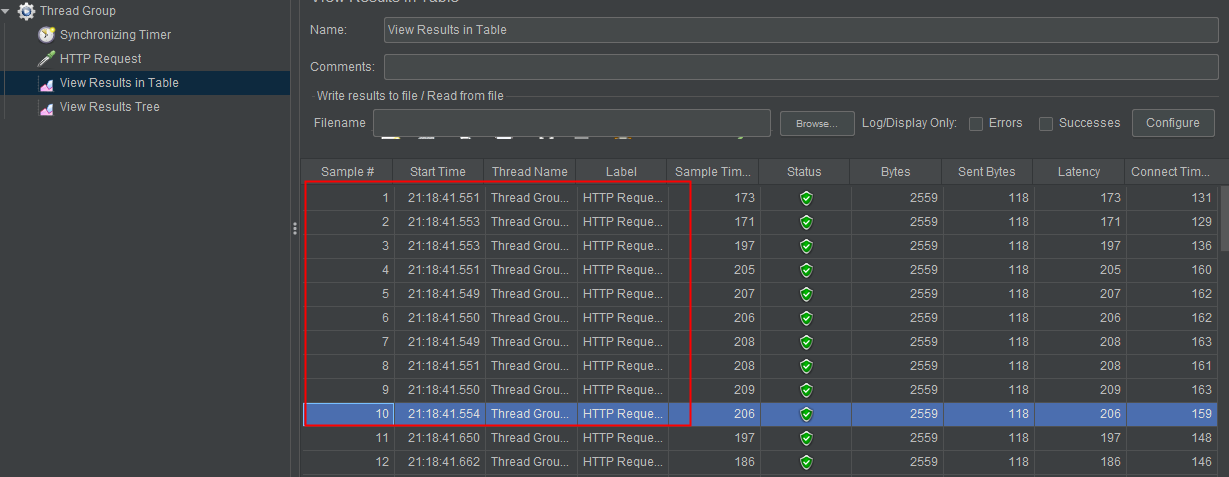 Thread Group
Synchronizing Timer
HTTP Request
View Results in Table
View Results Tree
Name: View Results in Table
Comments:
Write results to file / Read from file
Filename Browse... Log/Display Only: Errors Successes Configure
Sample # Start Time Thread Name Label Sample Tim... Status Bytes Sent Bytes Latency Connect Tim...
1 21:18:41.551 Thread Grou... HTTP Reque... 173 2559 118 173 131
2 21:18:41.553 Thread Grou... HTTP Reque... 171 2559 118 171 129
3 21:18:41.553 Thread Grou... HTTP Reque... 197 2559 118 197 136
4 21:18:41.551 Thread Grou... HTTP Reque... 205 2559 118 205 160
5 21:18:41.549 Thread Grou... HTTP Reque... 207 2559 118 207 162
6 21:18:41.550 Thread Grou... HTTP Reque... 206 2559 118 206 162
7 21:18:41.549 Thread Grou... HTTP Reque... 208 2559 118 208 163
8 21:18:41.551 Thread Grou... HTTP Reque... 208 2559 118 208 161
9 21:18:41.550 Thread Grou... HTTP Reque... 209 2559 118 209 163
10 21:18:41.554 Thread Grou... HTTP Reque... 206 2559 118 206 159
11 21:18:41.650 Thread Grou... HTTP Reque... 197 2559 118 197 148
12 21:18:41.662 Thread Grou... HTTP Reque... 186 2559 118 186 146